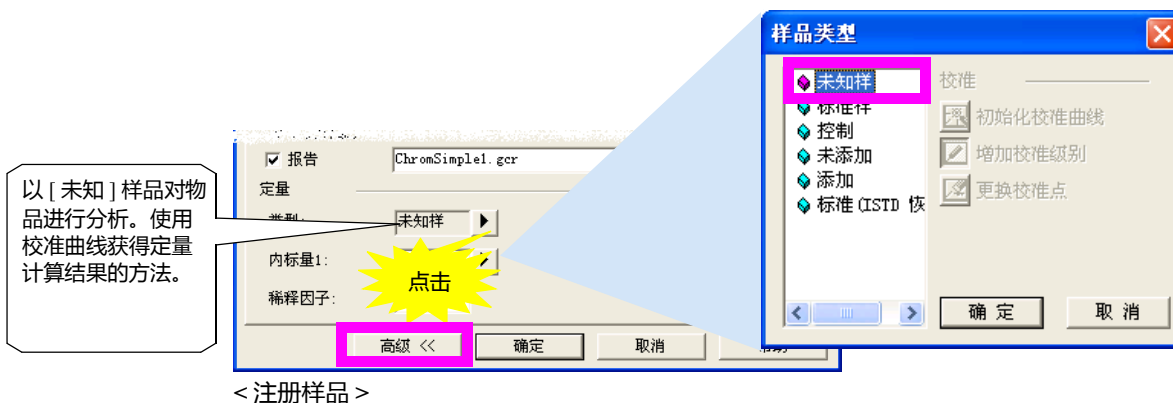 样品类型
未知样
标准样
控制
未添加
添加
标准(ISTD 恢
校准
初始化校准曲线
增加校准级别
更换校准点
确定
取消
报告
ChromSimple1.gcr
定量
类型:
未知样
内标量1:
稀释因子:
点击
高级 <<
确定
取消
以 [ 未知 ] 样品对物
品进行分析。使用
校准曲线获得定量
计算结果的方法。
< 注册样品 >